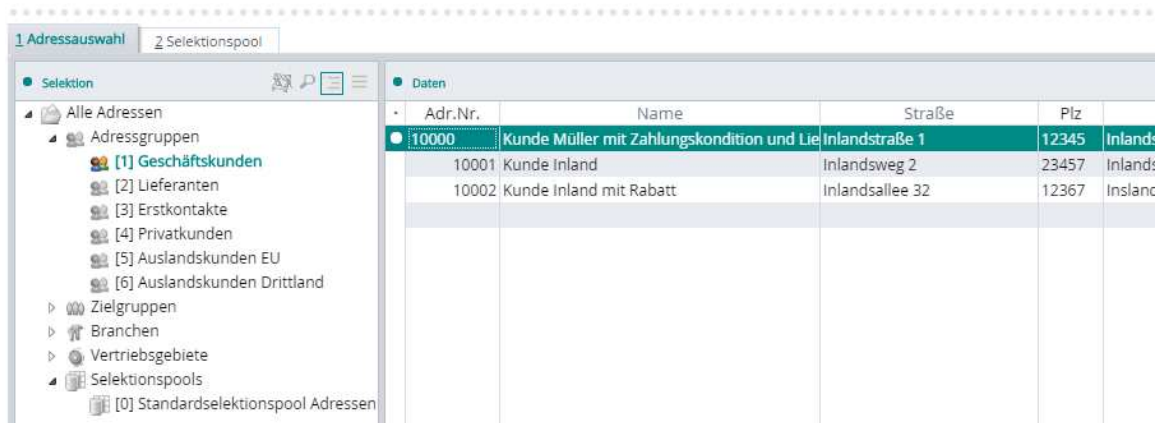 1 Adressauswahl 2 Selektionspool
Selektion
Alle Adressen
Adressgruppen
[1] Geschäftskunden
[2] Lieferanten
[3] Erstkontakte
[4] Privatkunden
[5] Auslandskunden EU
[6] Auslandskunden Drittland
Zielgruppen
Branchen
Vertriebsgebiete
Selektionspools
[0] Standardselektionspool Adressen
Daten
Adr.Nr. Name Straße Plz
10000 Kunde Müller mit Zahlungskondition und Lie Inlandstraße 1 12345 Inlands
10001 Kunde Inland Inlandsweg 2 23457 Inlands
10002 Kunde Inland mit Rabatt Inlandsallee 32 12367 Insland